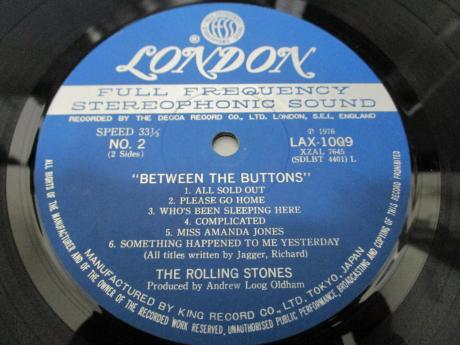 LONDON
FULL FREQUENCY
STEREOPHONIC SOUND
RECORDED BY THE DECCA RECORD CO., LTD. LONDON, S.E.I., ENGLAND
SPEED 33⅓
NO. 2
(2 Sides)
Ⓟ 1976
LAX-1009
XZAL 7645
(SDLBT 4401) L
"BETWEEN THE BUTTONS"
1. ALL SOLD OUT
2. PLEASE GO HOME
3. WHO'S BEEN SLEEPING HERE
4. COMPLICATED
5. MISS AMANDA JONES
6. SOMETHING HAPPENED TO ME YESTERDAY
(All titles written by Jagger, Richard)
THE ROLLING STONES
Produced by Andrew Loog Oldham
MANUFACTURED BY KING RECORD CO., LTD. TOKYO, JAPAN
ALL RIGHTS OF THE MANUFACTURER AND OF THE OWNER OF THE RECORDED WORK RESERVED, UNAUTHORISED PUBLIC PERFORMANCE, BROADCASTING AND COPYING OF THIS RECORD PROHIBITED